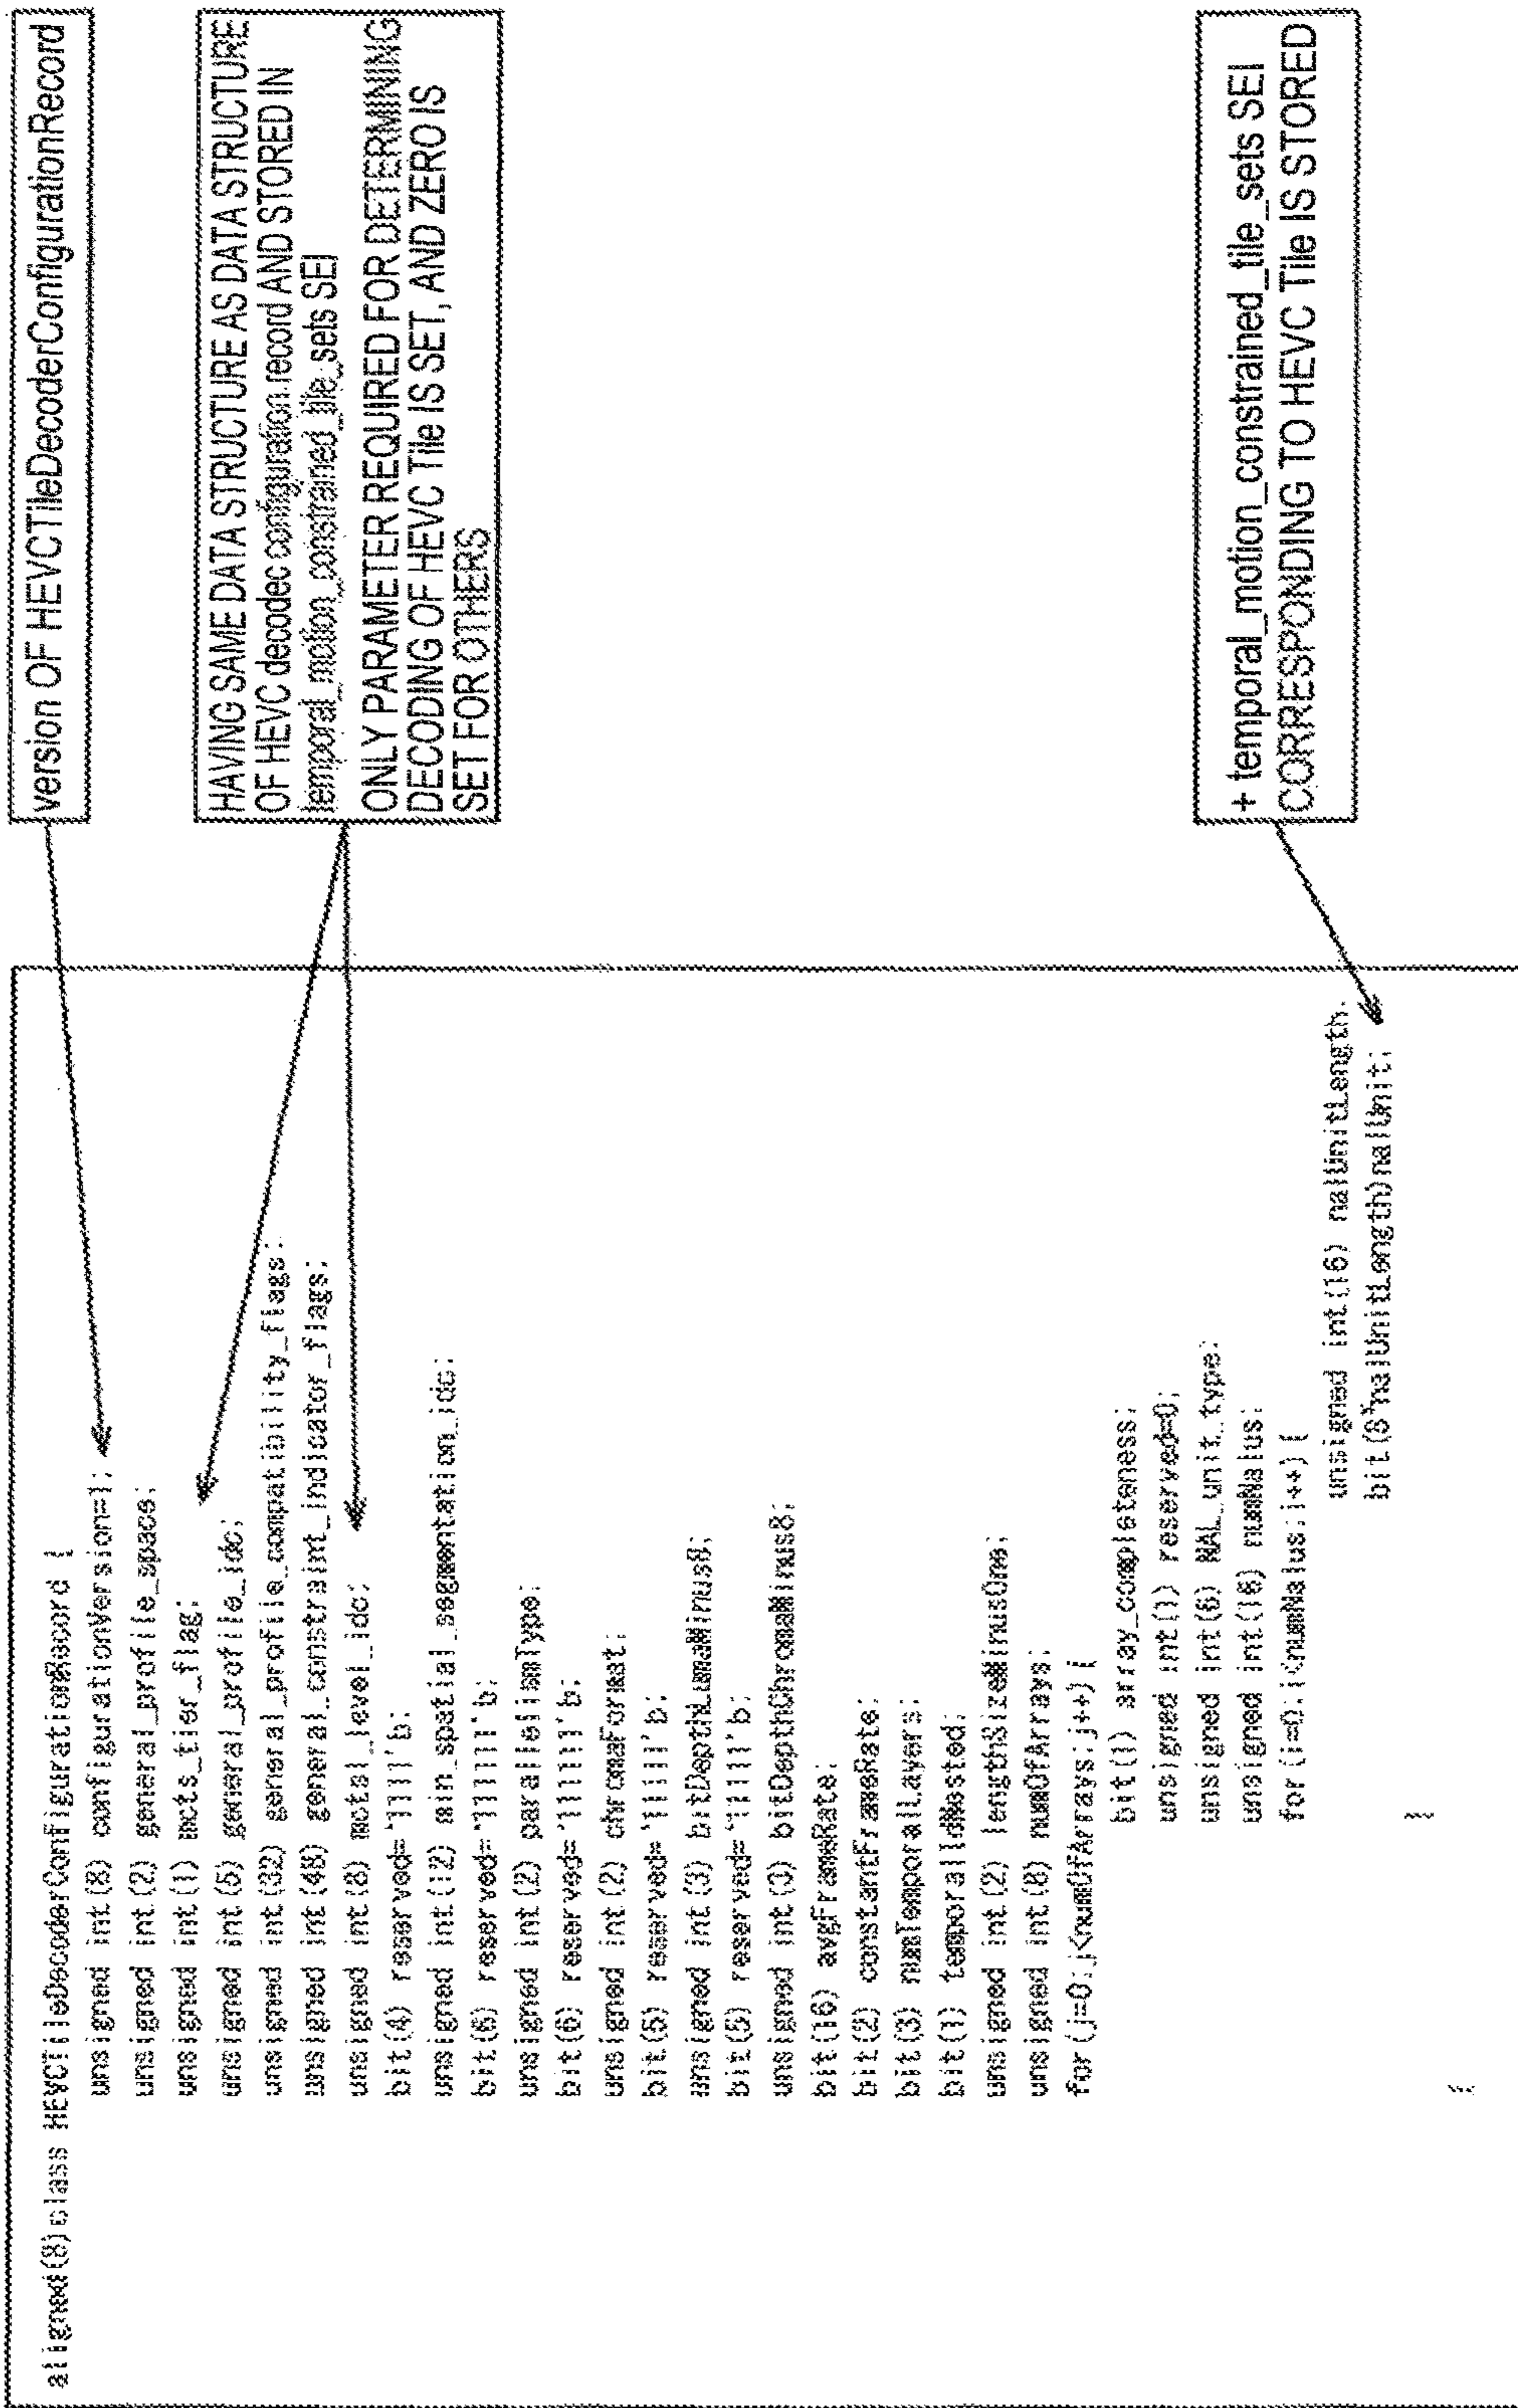 aligned(8)class HEVCTileDecoderConfigurationRecord {
unsigned int(8) configurationVersion=1;
unsigned int(2) general_profile_space;
unsigned int(1) mcts_tier_flag;
unsigned int(5) general_profile_idc;
unsigned int(32) general_profile_compatibility_flags;
unsigned int(48) general_constraint_indicator_flags;
unsigned int(8) mctsl_level_idc;
bit(4) reserved='1111'b;
unsigned int(12) min_spatial_segmentation_idc;
bit(6) reserved='111111'b;
unsigned int(2) parallelismType;
bit(6) reserved='111111'b;
unsigned int(2) chromaFormat;
bit(5) reserved='11111'b;
unsigned int(3) bitDepthLumaMinus8;
bit(5) reserved='11111'b;
unsigned int(3) bitDepthChromaMinus8;
bit(16) avgFrameRate;
bit(2) constantFrameRate;
bit(3) numTemporalLayers;
bit(1) temporalIdNested;
unsigned int(2) lengthSizeMinusOne;
unsigned int(8) numOfArrays;
for(j=0;j<numOfArrays;j++){
bit(1) array_completeness;
unsigned int(1) reserved=0;
unsigned int(6) NAL_unit_type;
unsigned int(16) numNalus;
for(i=0;i<numNalus;i++){
unsigned int(16) nalUnitLength;
bit(8*nalUnitLength)nalUnit;
}
}
version OF HEVCTileDecoderConfigurationRecord
HAVING SAME DATA STRUCTURE AS DATA STRUCTURE
OF HEVC decodec configuration record AND STORED IN
temporal_motion_constrained_tile_sets SEI
ONLY PARAMETER REQUIRED FOR DETERMINING
DECODING OF HEVC Tile IS SET, AND ZERO IS
SET FOR OTHERS
+ temporal_motion_constrained_tile_sets SEI
CORRESPONDING TO HEVC Tile IS STORED